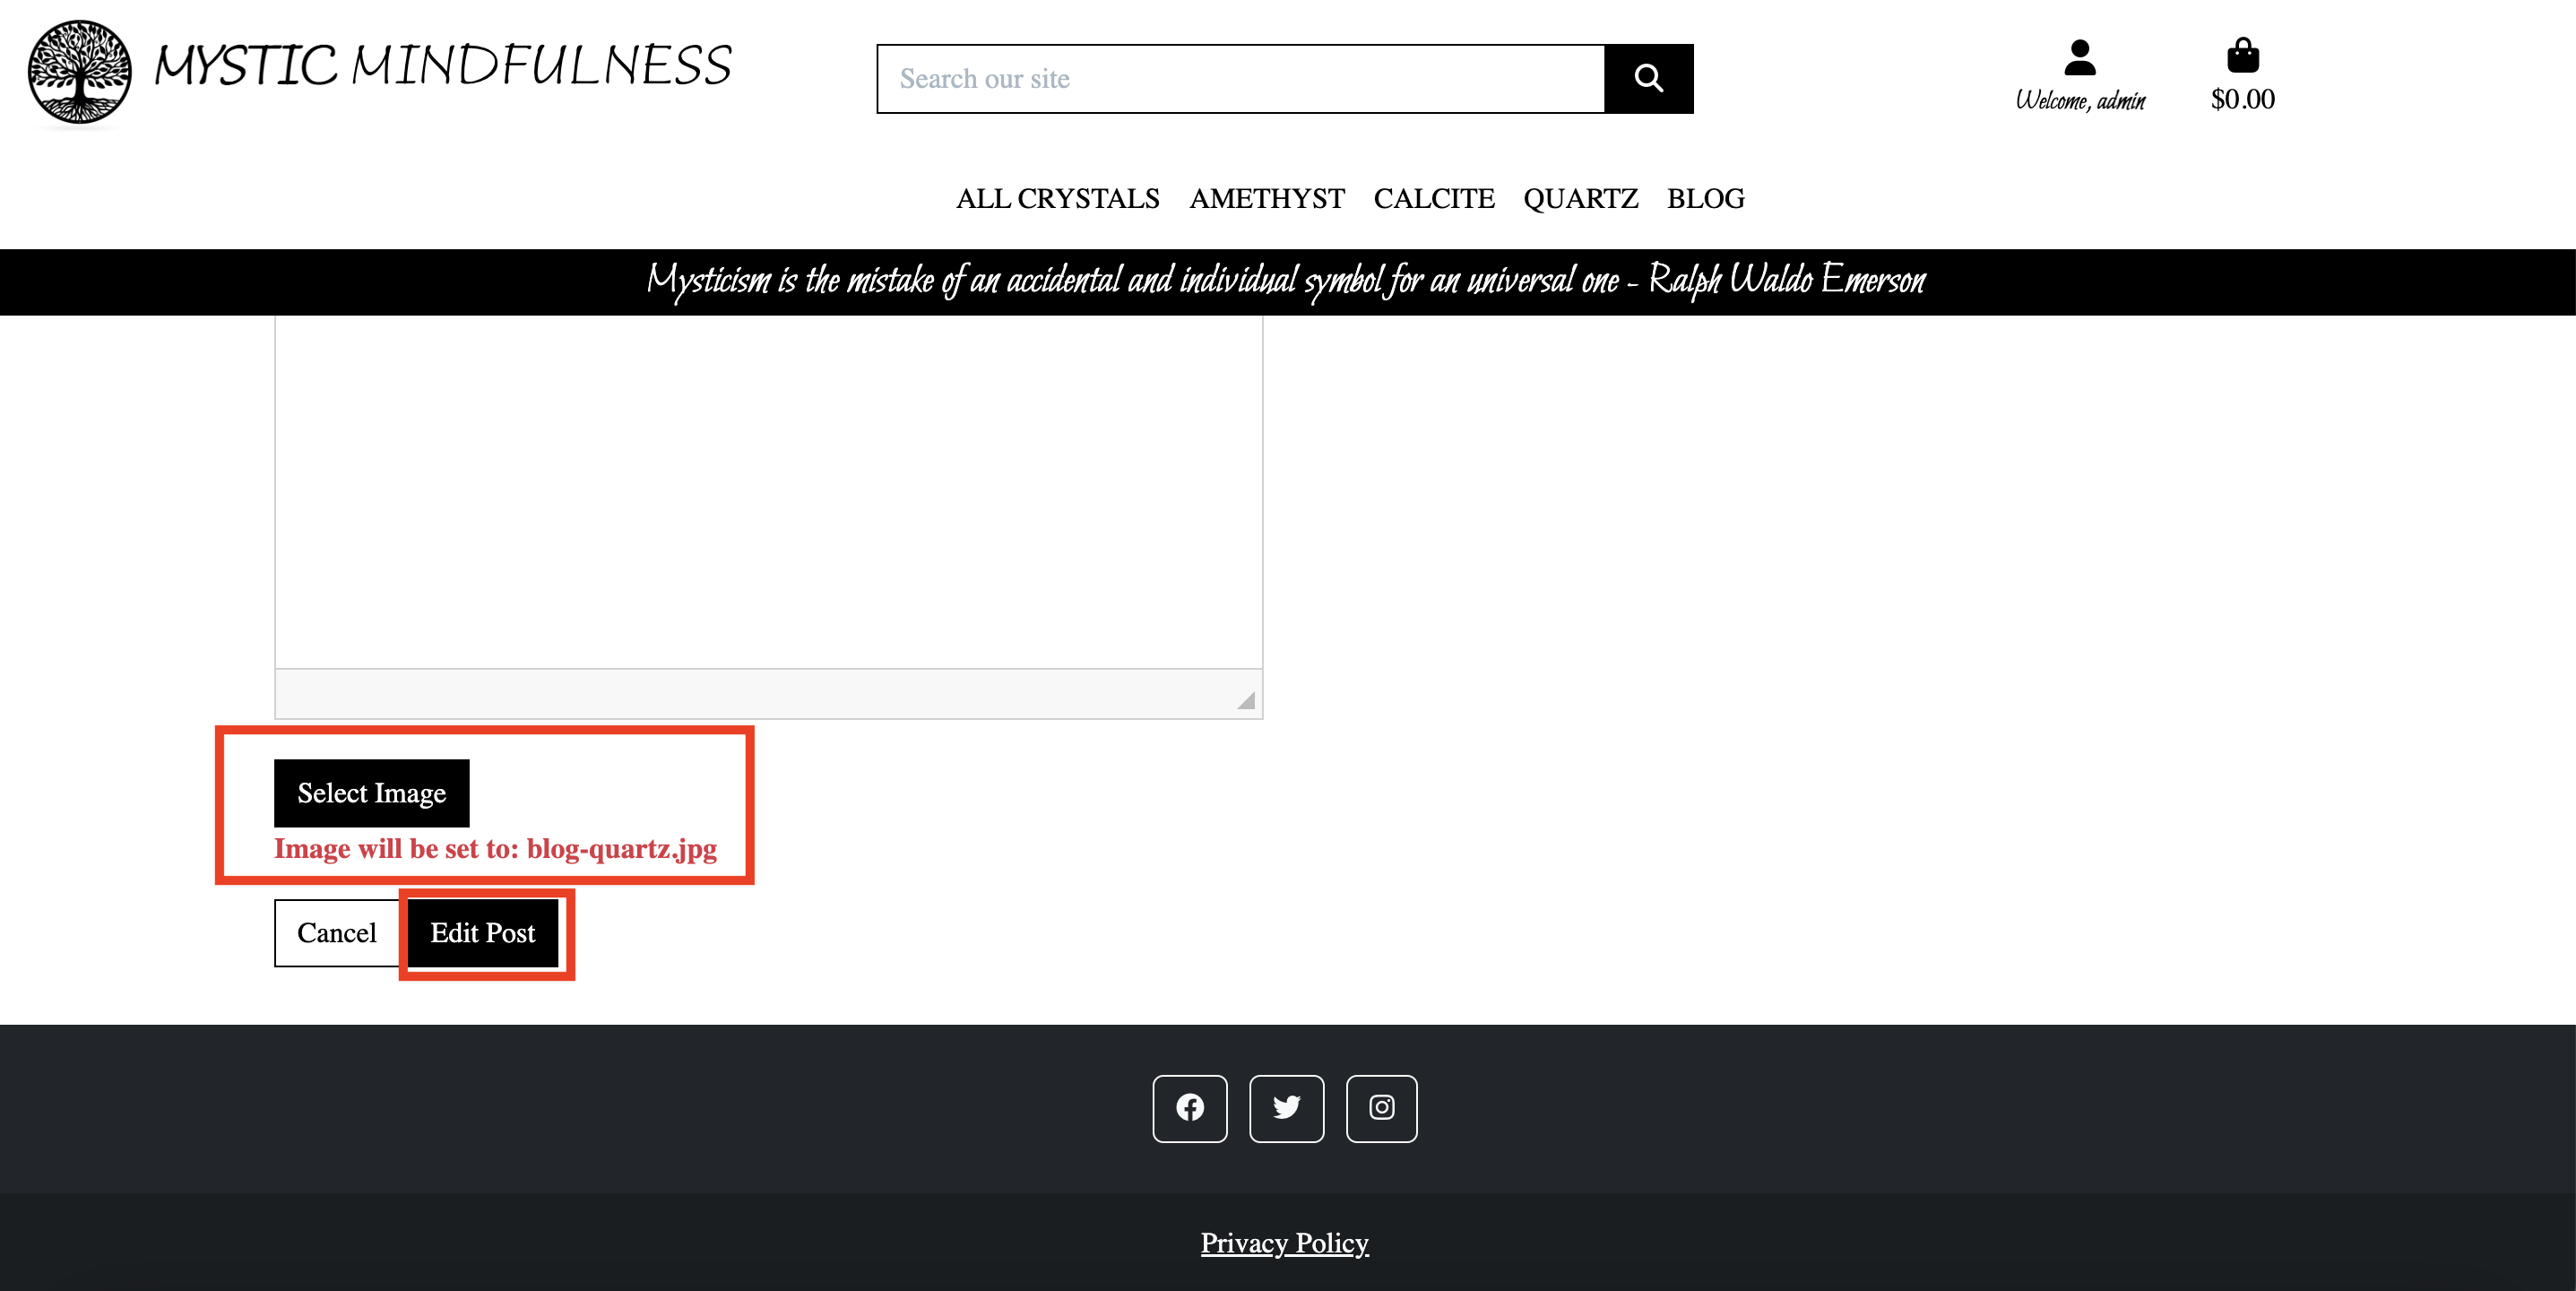 MYSTIC MINDFULNESS
Search our site
Welcome, admin
$0.00
ALL CRYSTALS AMETHYST CALCITE QUARTZ BLOG
Mysticism is the mistake of an accidental and individual symbol for an universal one - Ralph Waldo Emerson
Select Image
Image will be set to: blog-quartz.jpg
Cancel Edit Post
Privacy Policy